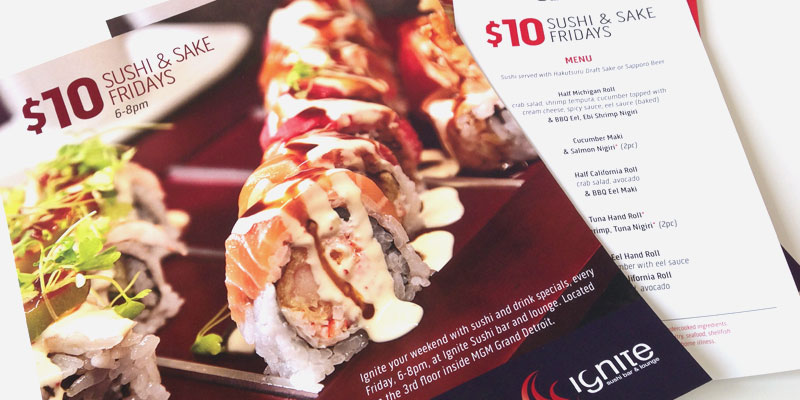 $10 SUSHI & SAKE
FRIDAYS
6-8pm
Ignite your weekend with sushi and drink specials, every
Friday, 6-8pm, at Ignite Sushi bar and lounge. Located
the 3rd floor inside MGM Grand Detroit.
ignite
sushi bar & lounge
$10 SUSHI & SAKE
FRIDAYS
MENU
Sushi served with Hakutsuru Draft Sake or Sapporo Beer
Half Michigan Roll
crab salad, shrimp tempura, cucumber topped with
cream cheese, spicy sauce, eel sauce (baked)
& BBQ Eel, Ebi Shrimp Nigiri
Cucumber Maki
& Salmon Nigiri* (2pc)
Half California Roll
crab salad, avocado
& BBQ Eel Maki
Tuna Hand Roll*
Tuna Nigiri* (2pc)
Eel Hand Roll
with eel sauce
California Roll
avocado
ingredients
seafood, shellfish
illness.